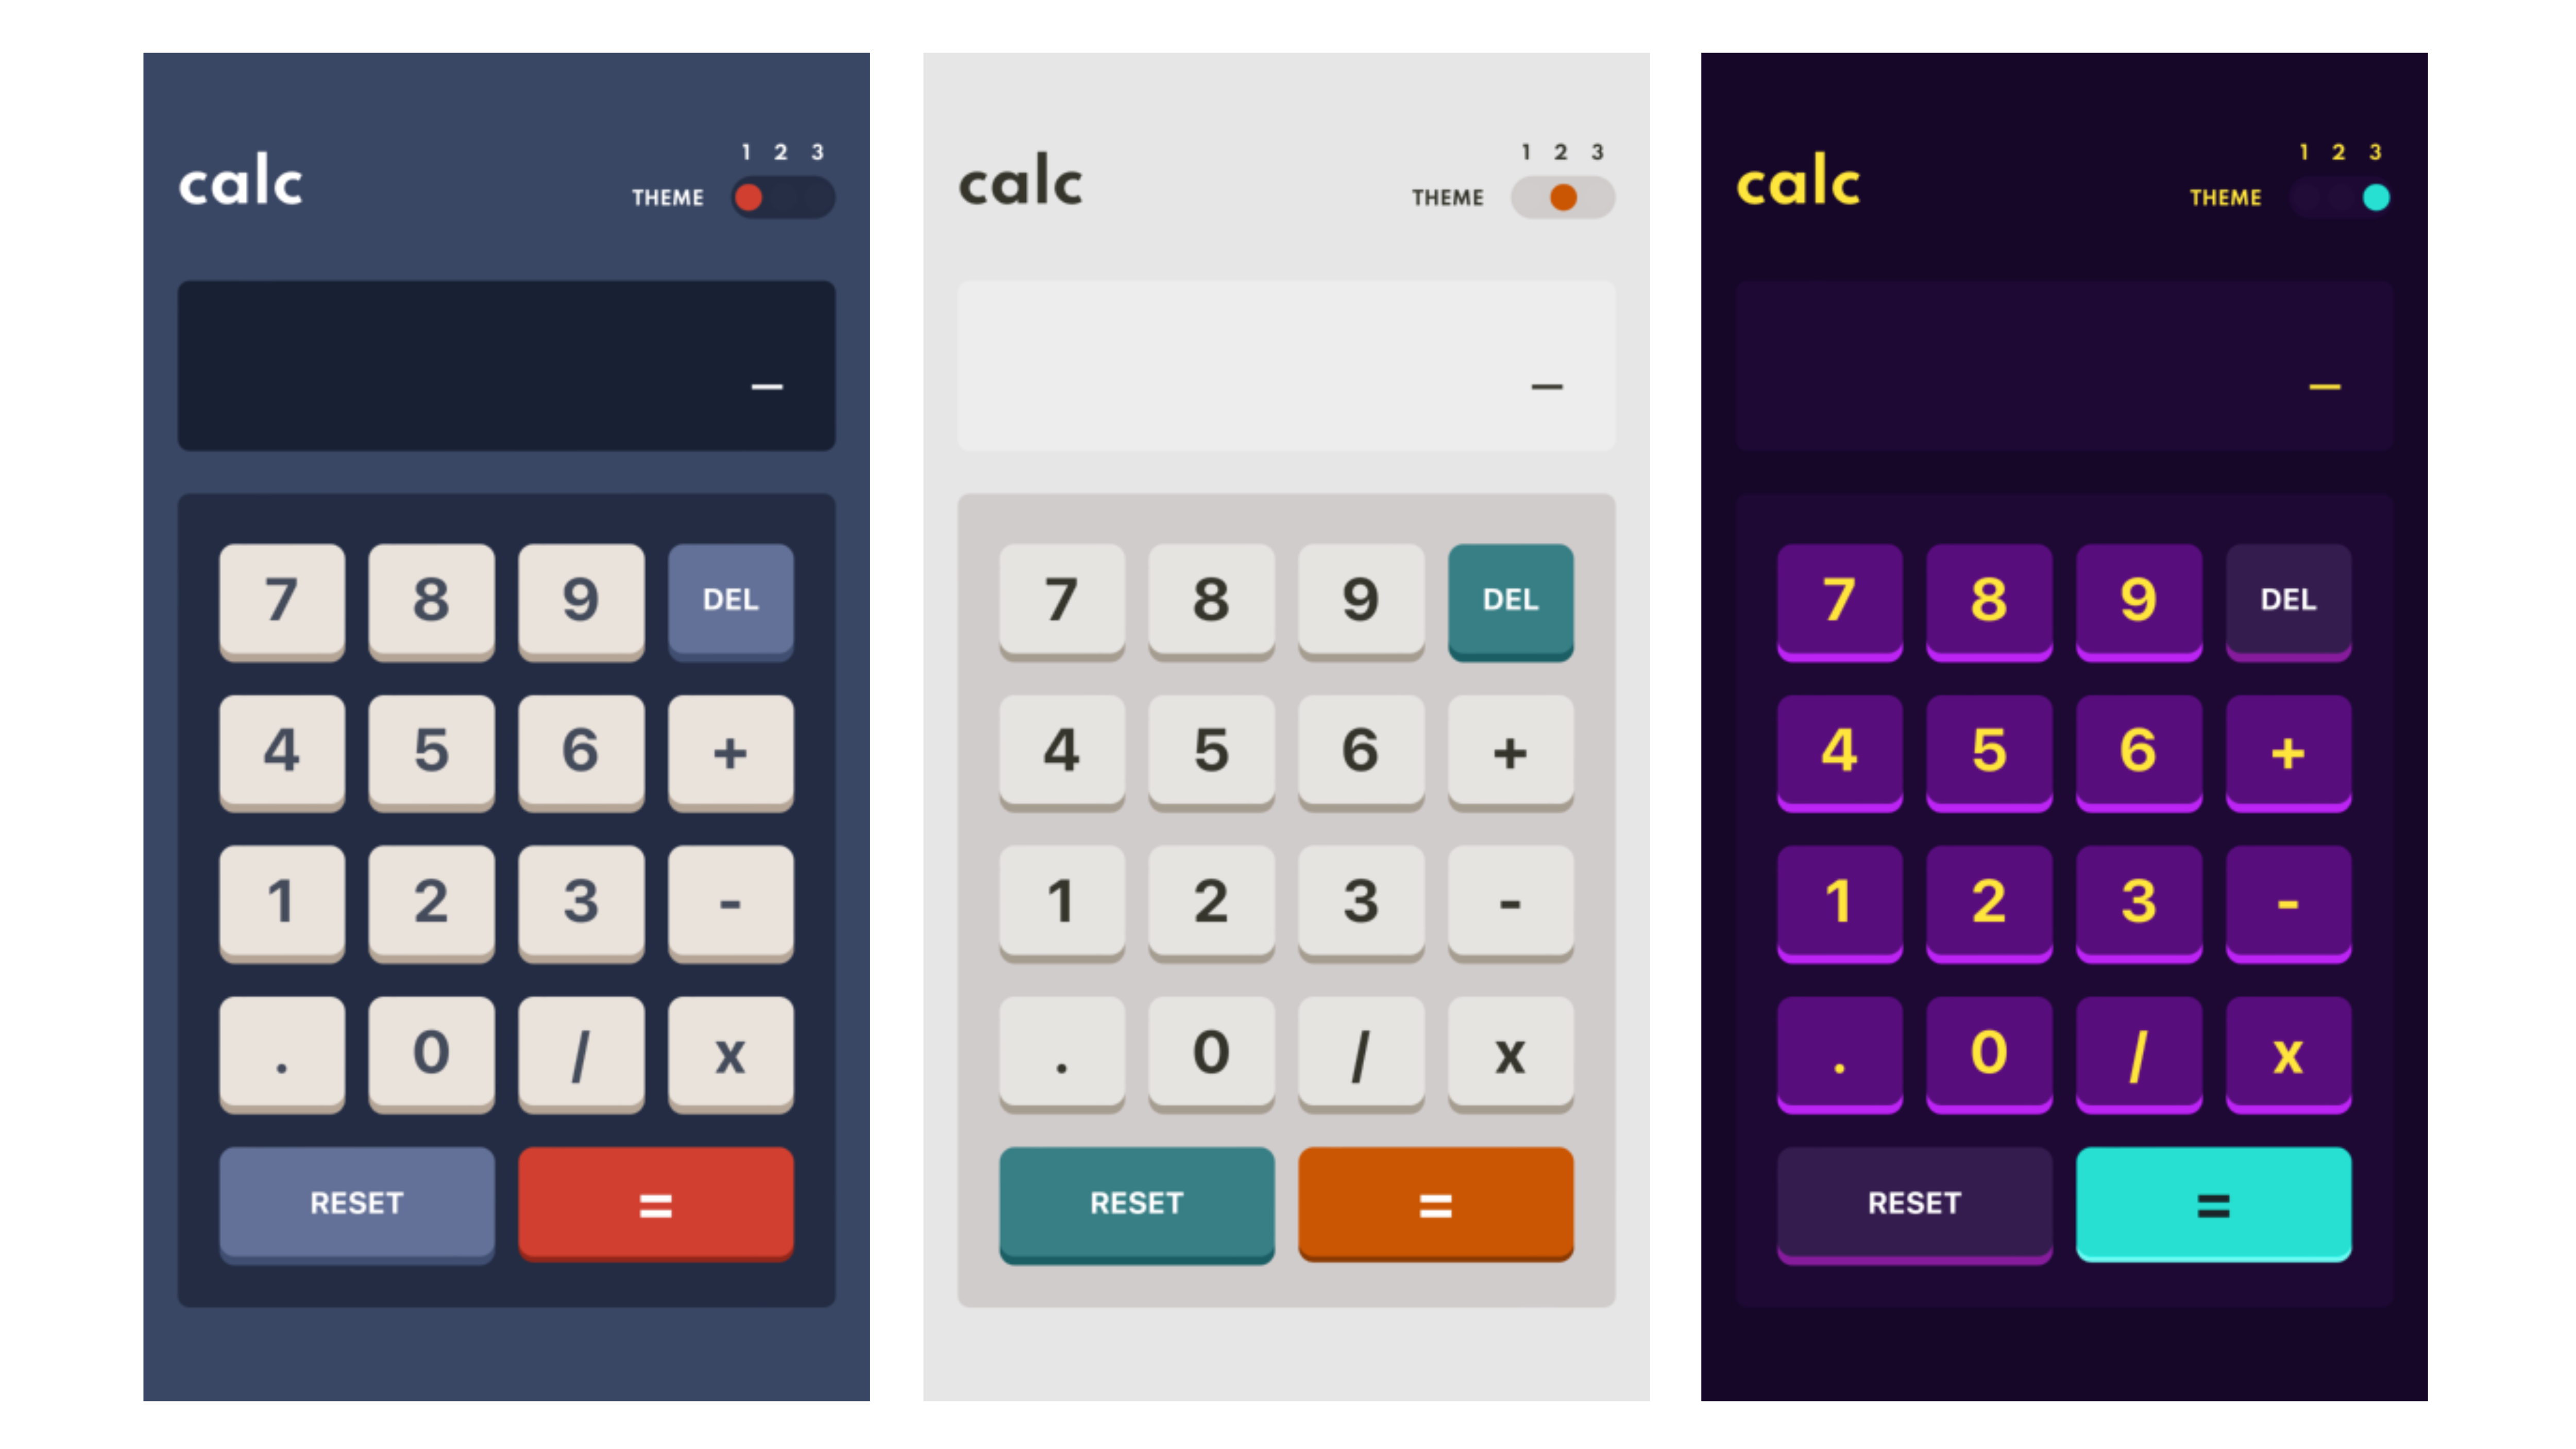 1 2 3
calc THEME
_
7 8 9 DEL
4 5 6 +
1 2 3 -
. 0 / x
RESET =
1 2 3
calc THEME
_
7 8 9 DEL
4 5 6 +
1 2 3 -
. 0 / x
RESET =
1 2 3
calc THEME
_
7 8 9 DEL
4 5 6 +
1 2 3 -
. 0 / x
RESET =